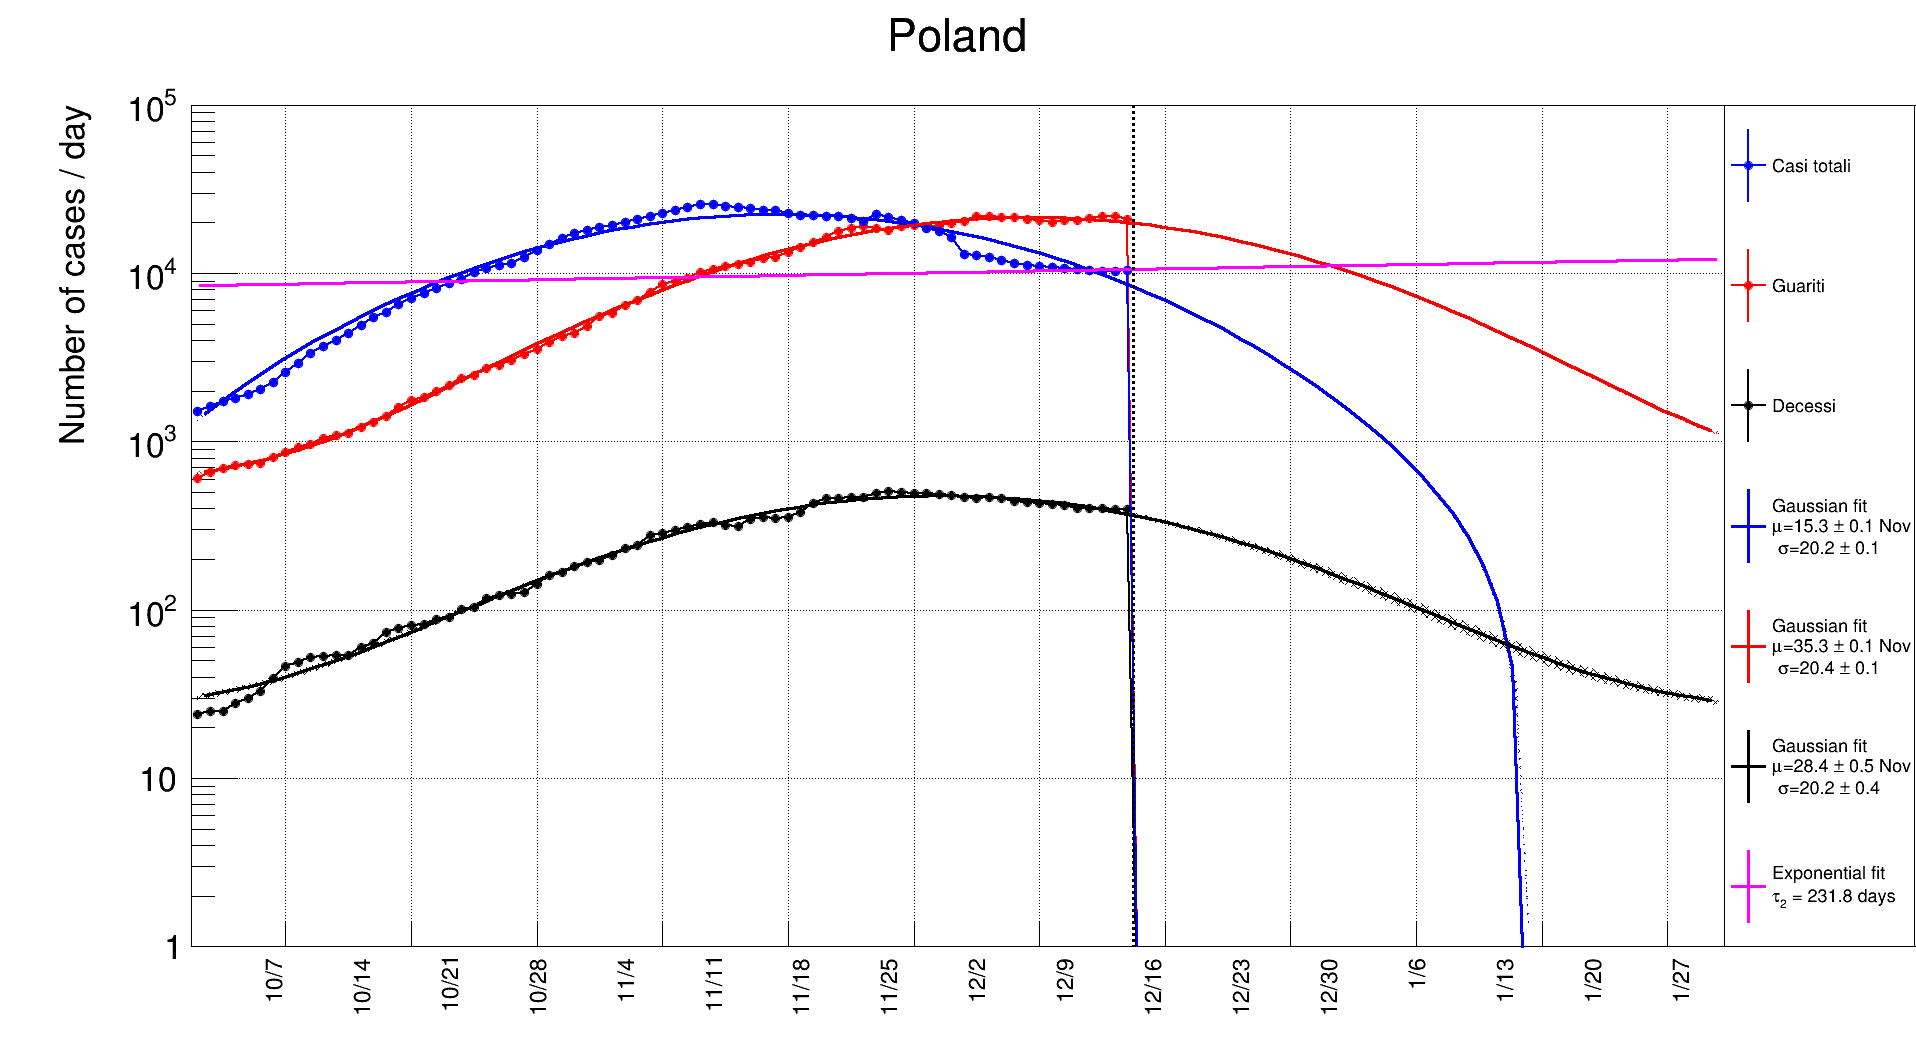 Poland
Number of cases / day
10^5
10^4
10^3
10^2
10
1
10/7
10/14
10/21
10/28
11/4
11/11
11/18
11/25
12/2
12/9
12/16
12/23
12/30
1/6
1/13
1/20
1/27
Casi totali
Guariti
Decessi
Gaussian fit
μ=15.3 ± 0.1 Nov
σ=20.2 ± 0.1
Gaussian fit
μ=35.3 ± 0.1 Nov
σ=20.4 ± 0.1
Gaussian fit
μ=28.4 ± 0.5 Nov
σ=20.2 ± 0.4
Exponential fit
τ₂ = 231.8 days